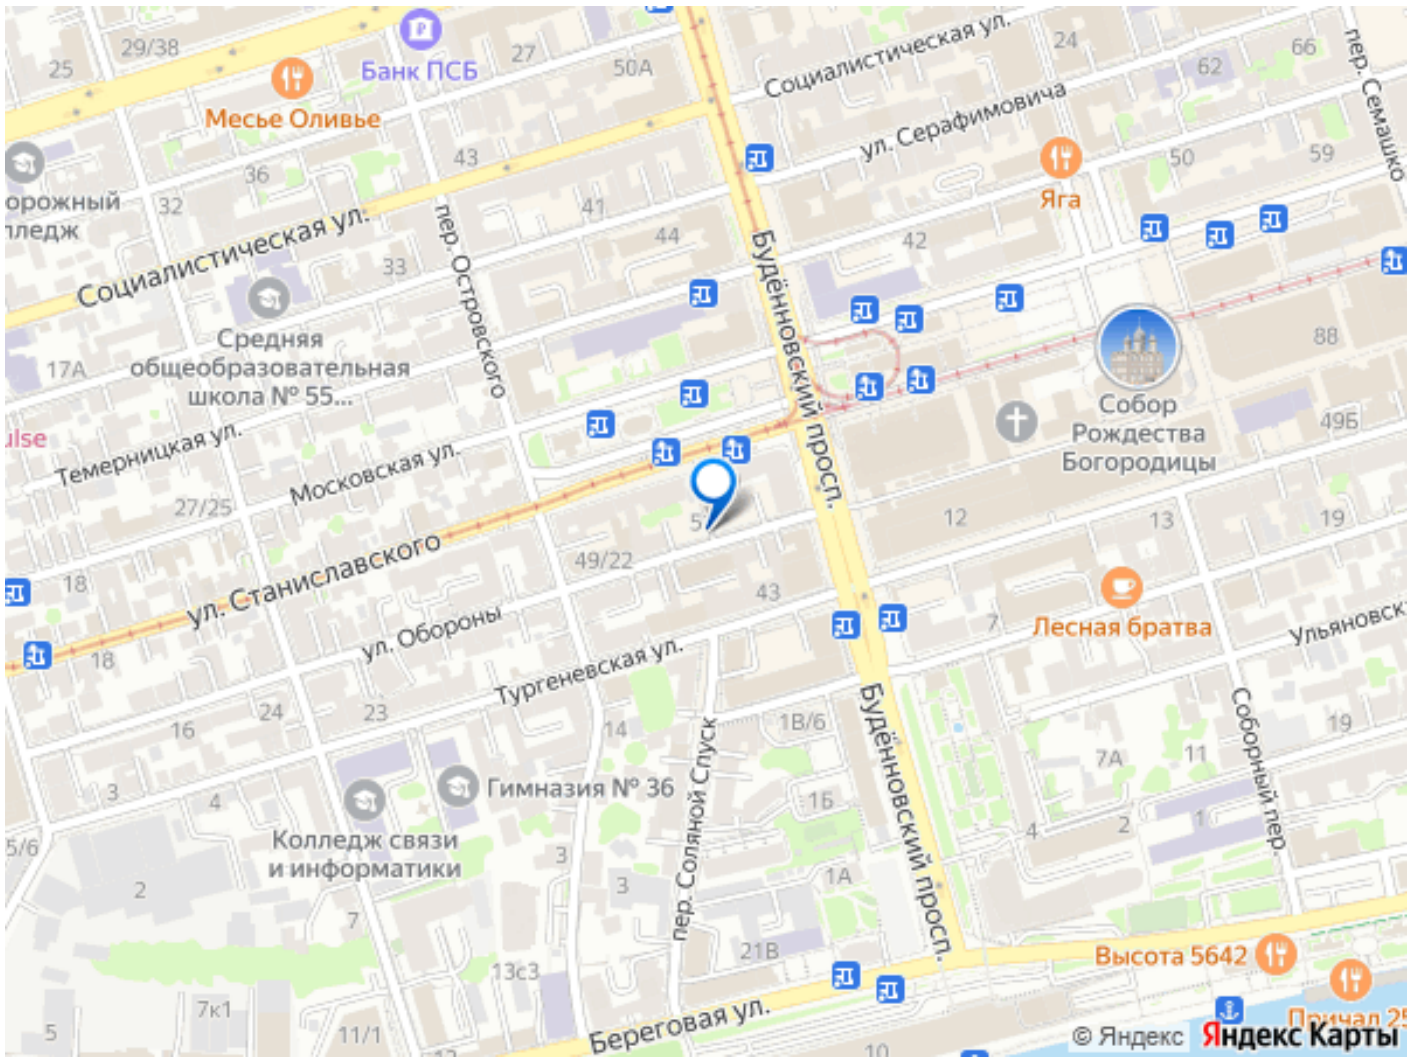 29/38
25
Банк ПСБ
27
50А
Социалистическая ул.
24
66
62
пер. Семашко
Месье Оливье
ул. Серафимовича
43
36
50
59
Яга
орожный
лледж
32
41
44
42
Социалистическая ул.
пер. Островского
Будённовский просп.
33
Средняя
общеобразовательная
школа № 55...
17А
88
Собор
Рождества
Богородицы
49Б
ulse
Темерницкая ул.
Московская ул.
27/25
12
13
19
49/22
18
ул. Станиславского
43
7
Лесная братва
Ульяновск
ул. Обороны
18
Тургеневская ул.
24
23
16
14
1В/6
Соборный пер.
19
7А
11
пер. Соляной Спуск
Будённовский просп.
Гимназия № 36
3
4
1Б
4
2
1
Колледж связи
и информатики
5/6
3
2
3
1А
7
21В
Высота 5642
13с3
7к1
5
11/1
Береговая ул.
10
Причал 25
© Яндекс Яндекс Карты